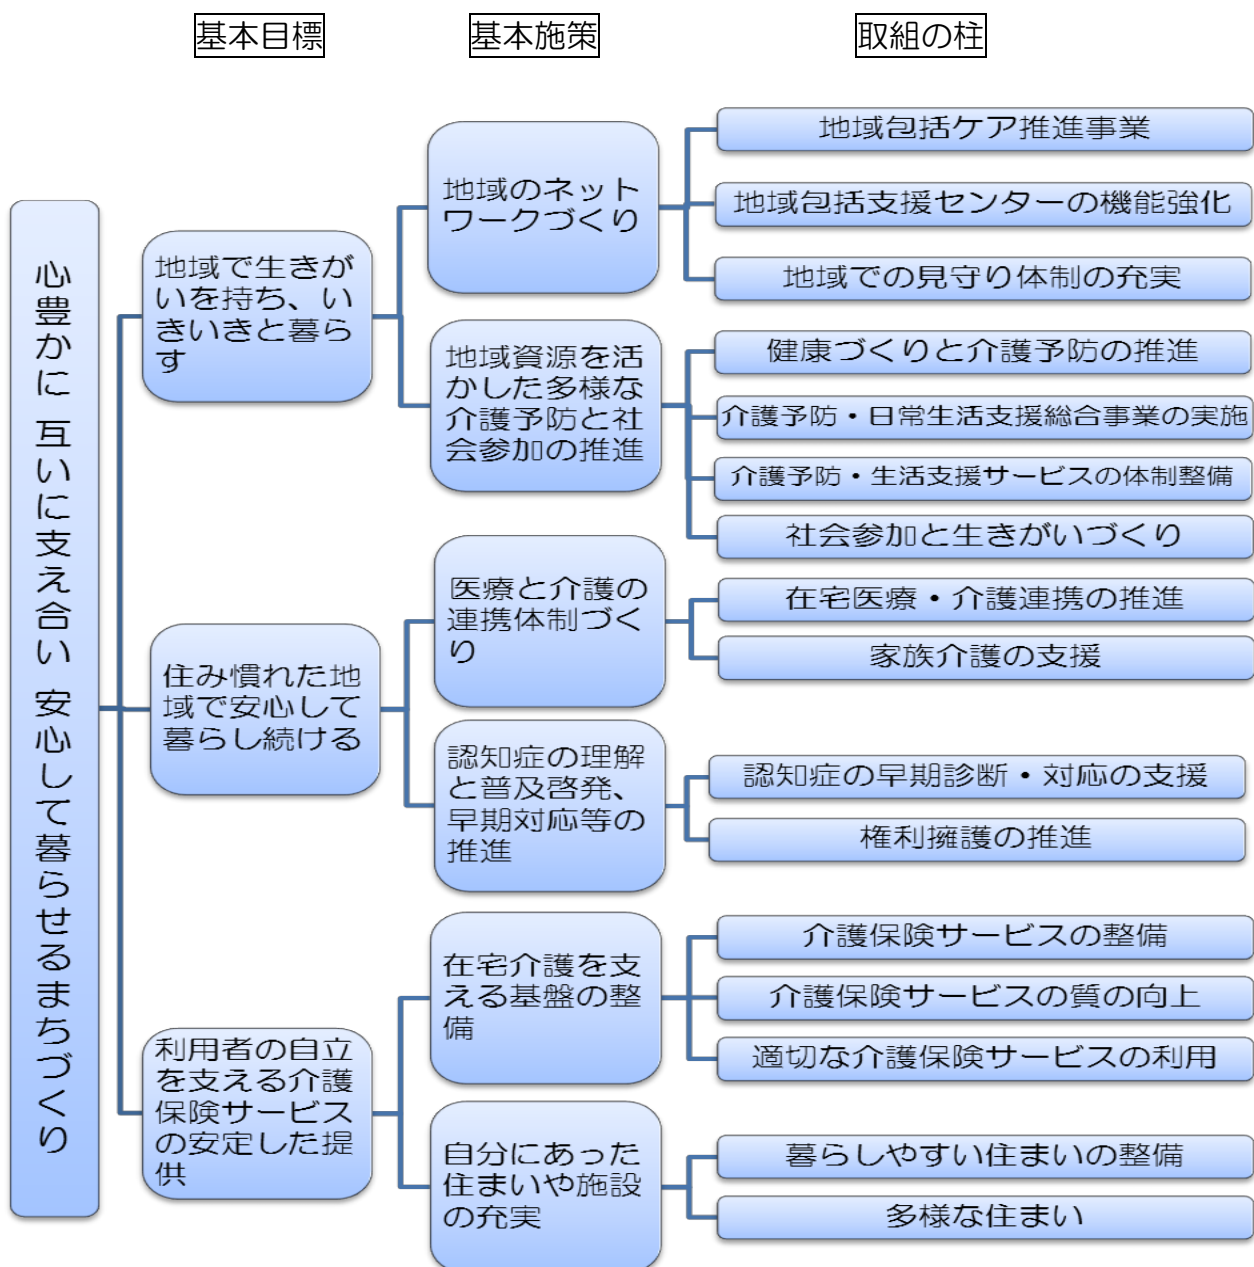 基本目標
基本施策
取組の柱
心豊かに 互いに支え合い 安心して暮らせるまちづくり
地域で生きが
いを持ち、い
きいきと暮ら
す
地域のネット
ワークづくり
地域包括ケア推進事業
地域包括支援センターの機能強化
地域での見守り体制の充実
地域資源を活
かした多様な
介護予防と社
会参加の推進
健康づくりと介護予防の推進
介護予防・日常生活支援総合事業の実施
介護予防・生活支援サービスの体制整備
社会参加と生きがいづくり
住み慣れた地
域で安心して
暮らし続ける
医療と介護の
連携体制づく
り
在宅医療・介護連携の推進
家族介護の支援
認知症の理解
と普及啓発、
早期対応等の
推進
認知症の早期診断・対応の支援
権利擁護の推進
利用者の自立
を支える介護
保険サービス
の安定した提
供
在宅介護を支
える基盤の整
備
介護保険サービスの整備
介護保険サービスの質の向上
適切な介護保険サービスの利用
自分にあった
住まいや施設
の充実
暮らしやすい住まいの整備
多様な住まい